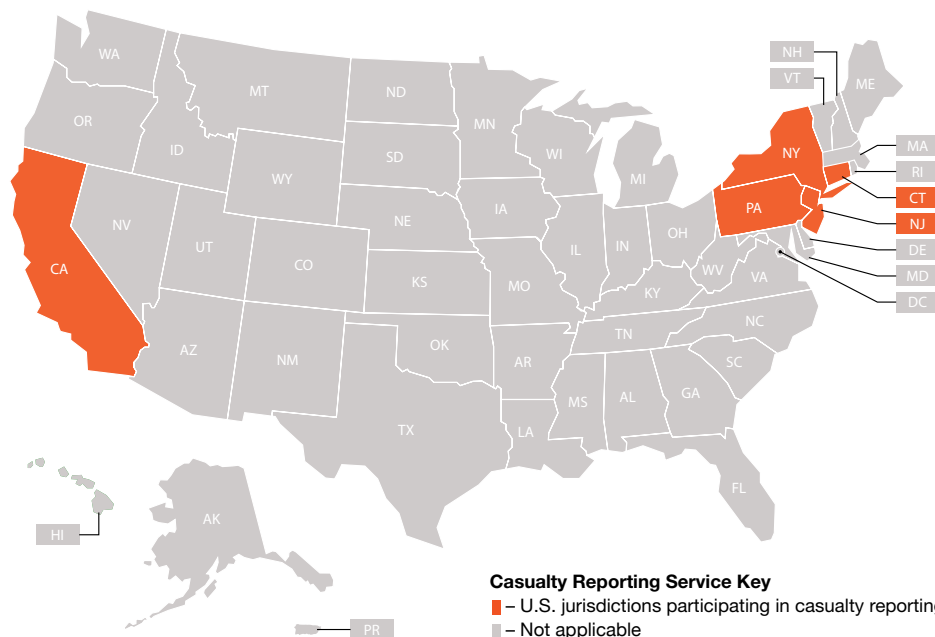 WA
MT
ND
MN
OR
ID
SD
WI
MI
WY
NH
VT
ME
NY
MA
RI
CT
NJ
PA
DE
MD
DC
NV
UT
CO
NE
KS
IA
MO
IL
IN
OH
KY
WV
VA
CA
AZ
NM
OK
AR
TN
NC
SC
TX
LA
MS
AL
GA
FL
HI
AK
PR
Casualty Reporting Service Key
– U.S. jurisdictions participating in casualty reporting
– Not applicable